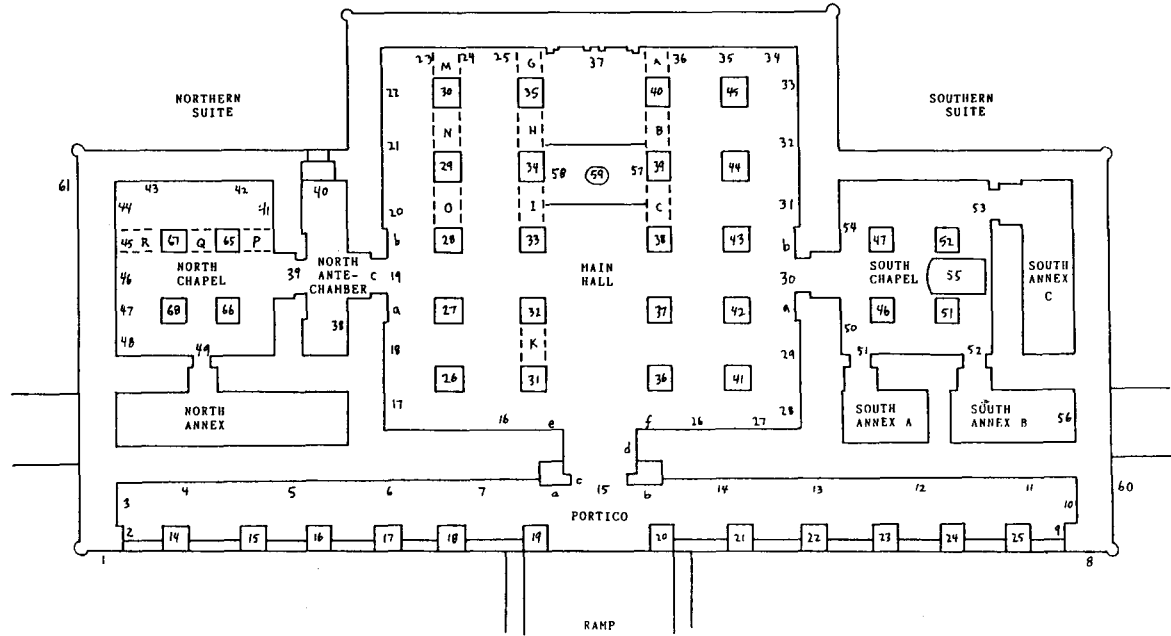 23 M 24 25 G 37 A 36 35 34
22 30 35 40 45 33
NORTHERN
SUITE
SOUTHERN
SUITE
21 N H B 32
61 43 42 40 29 34 58 59 57 39 44
44 41 20 O I C 31 53
45 R 67 Q 65 P b 28 33 38 43 b 54 47 52
NORTH
CHAPEL
39
NORTH
ANTE-
CHAMBER
C 19
MAIN
HALL
30
SOUTH
CHAPEL
55
SOUTH
ANNEX
C
46
47 68 66 38 a 27 32 37 42 a 46 51
48 49 18 K 29 50 51 52
17 26 31 36 41 28
NORTH
ANNEX
16 e f 26 27
SOUTH
ANNEX A
SOUTH
ANNEX B
56
d
3 4 5 6 7 a c 15 b 14 13 12 11 10 60
PORTICO
2 14 15 16 17 18 19 20 21 22 23 24 25 9
1 8
RAMP